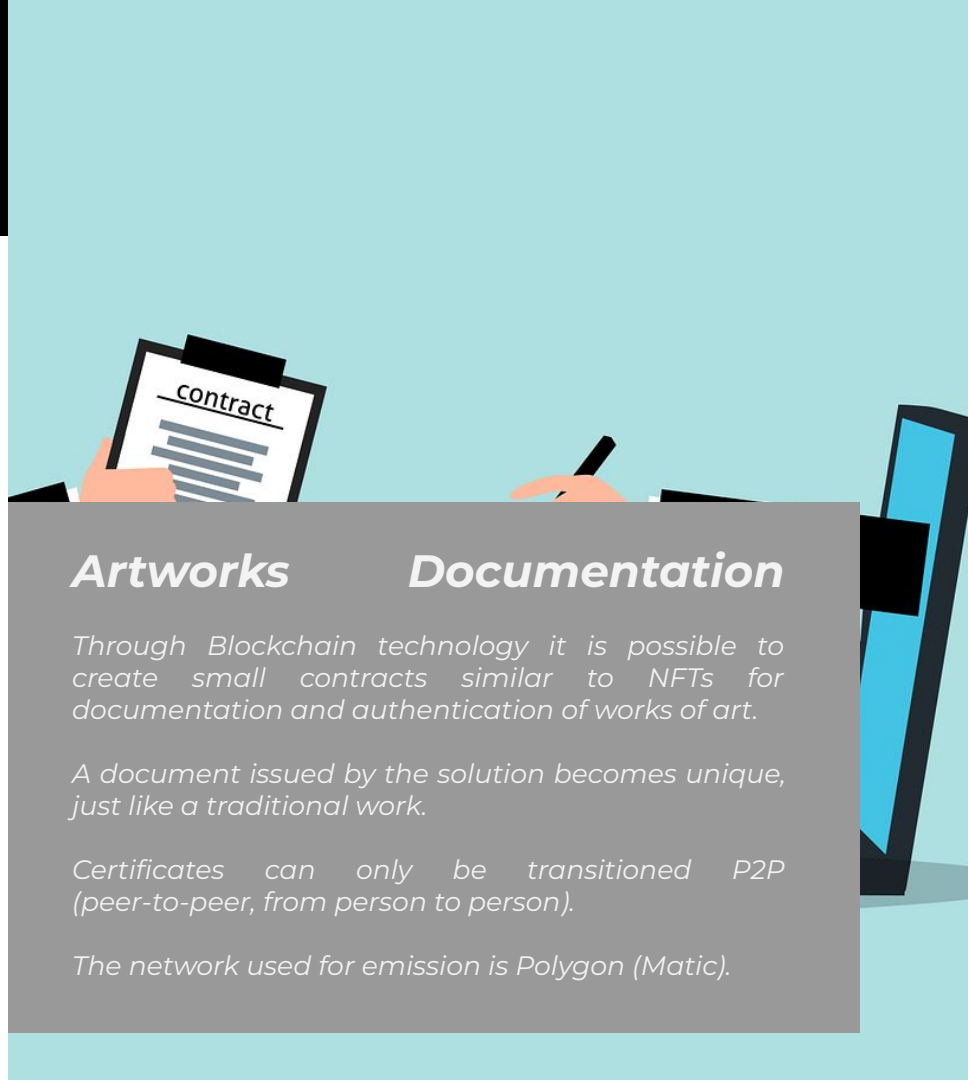 contract
Artworks Documentation
Through Blockchain technology it is possible to
create small contracts similar to NFTs for
documentation and authentication of works of art.
A document issued by the solution becomes unique,
just like a traditional work.
Certificates can only be transitioned P2P
(peer-to-peer, from person to person).
The network used for emission is Polygon (Matic).